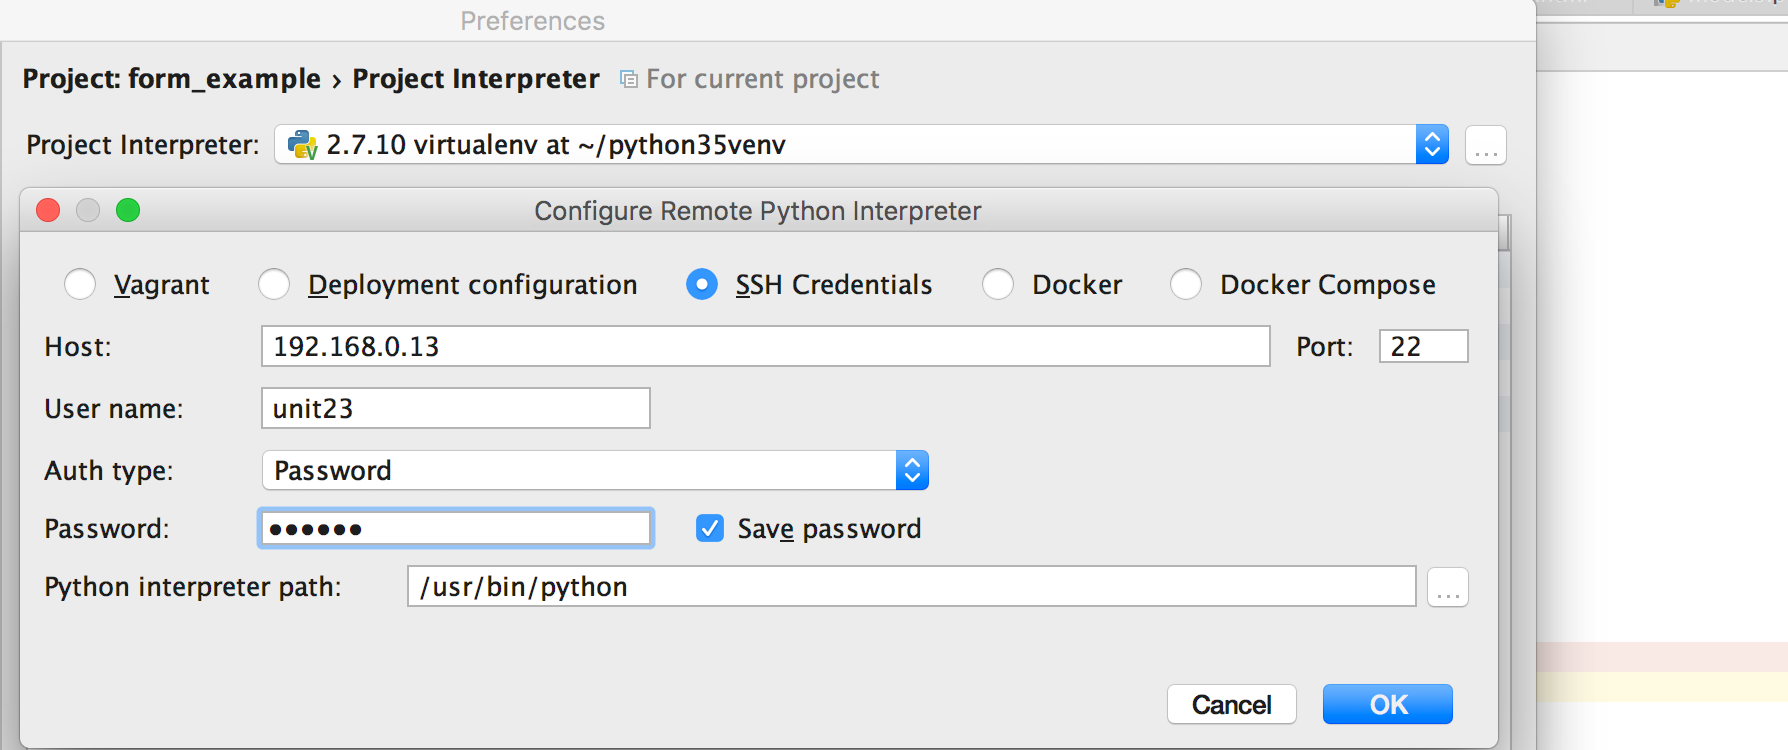 Preferences
Project: form_example › Project Interpreter For current project
Project Interpreter: 2.7.10 virtualenv at ~/python35venv ...
Configure Remote Python Interpreter
Vagrant Deployment configuration SSH Credentials Docker Docker Compose
Host: 192.168.0.13 Port: 22
User name: unit23
Auth type: Password
Password: •••••• Save password
Python interpreter path: /usr/bin/python ...
Cancel OK